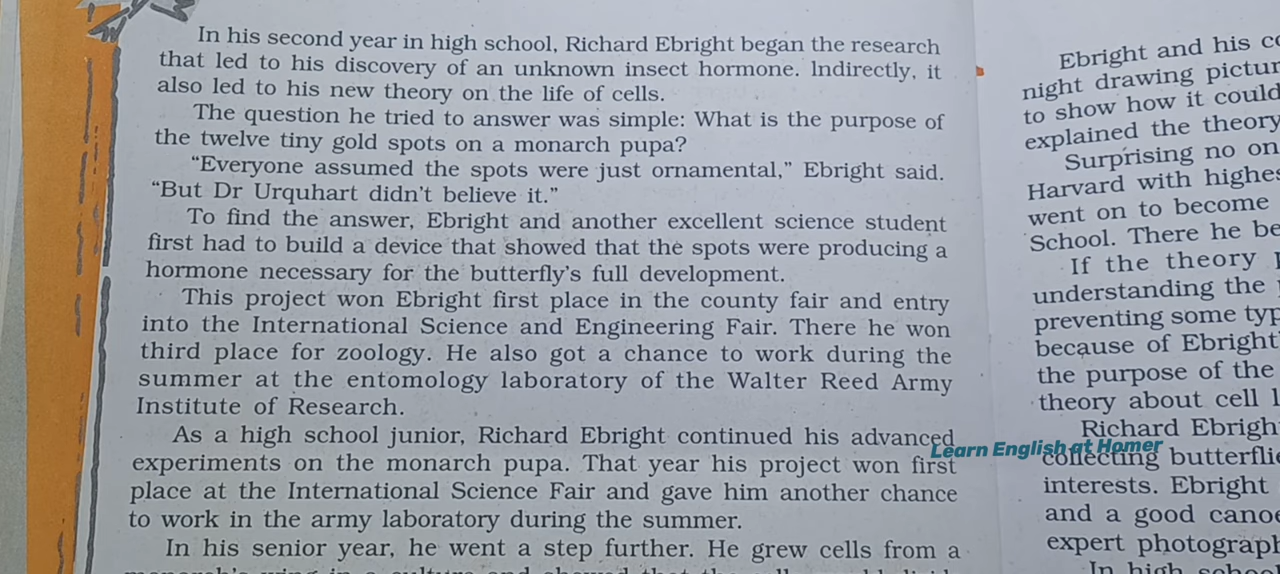 In his second year in high school, Richard Ebright began the research
that led to his discovery of an unknown insect hormone. Indirectly, it
also led to his new theory on the life of cells.
The question he tried to answer was simple: What is the purpose of
the twelve tiny gold spots on a monarch pupa?
“Everyone assumed the spots were just ornamental,” Ebright said.
“But Dr Urquhart didn’t believe it.”
To find the answer, Ebright and another excellent science student
first had to build a device that showed that the spots were producing a
hormone necessary for the butterfly’s full development.
This project won Ebright first place in the county fair and entry
into the International Science and Engineering Fair. There he won
third place for zoology. He also got a chance to work during the
summer at the entomology laboratory of the Walter Reed Army
Institute of Research.
As a high school junior, Richard Ebright continued his advanced
experiments on the monarch pupa. That year his project won first
place at the International Science Fair and gave him another chance
to work in the army laboratory during the summer.
In his senior year, he went a step further. He grew cells from a
Ebright and his
night drawing
to show how it could
explained the theory
Surprising no
Harvard with
went on to become
School. There he
If the theory
understanding the
preventing some
because of Ebright
the purpose of the
theory about cell
Richard
Learn English at Homer
collecting
interests. Ebright
and a good
expert
In high